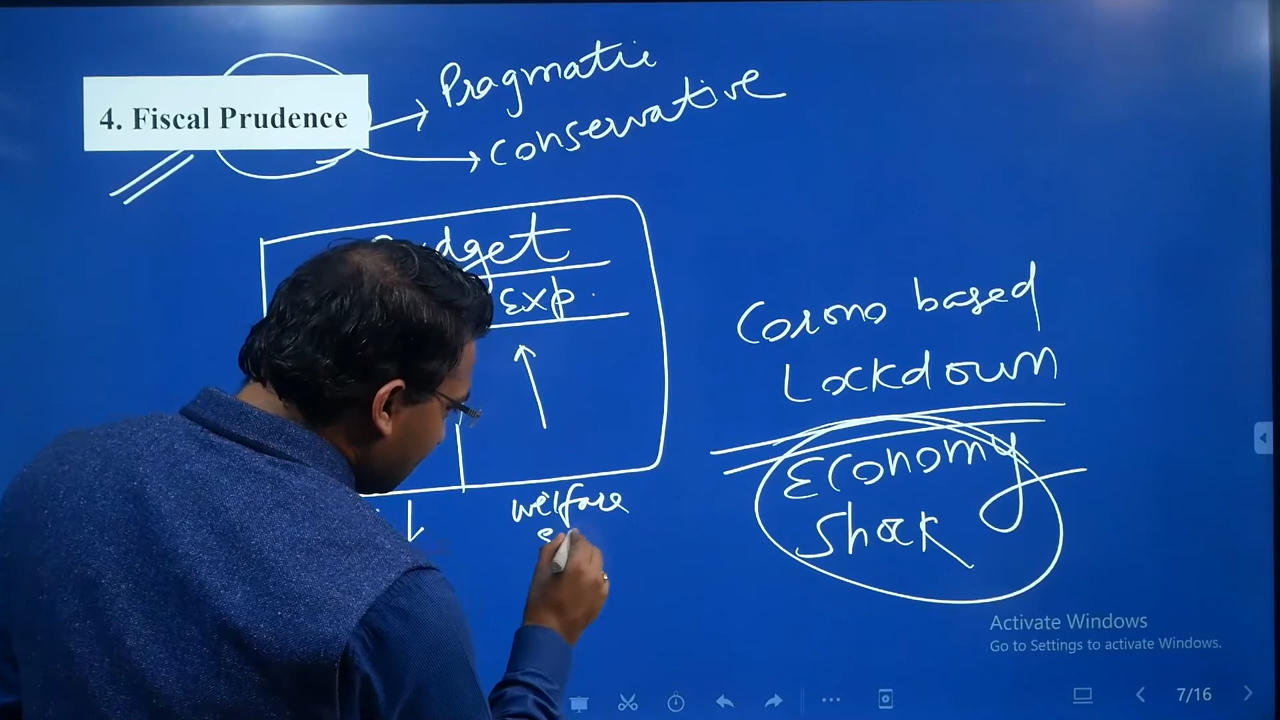 4. Fiscal Prudence
Pragmatic
Conservative
Budget
Exp.
Corona based
Lockdown
Economy
Shock
welfare
Activate Windows
Go to Settings to activate Windows.
7/16